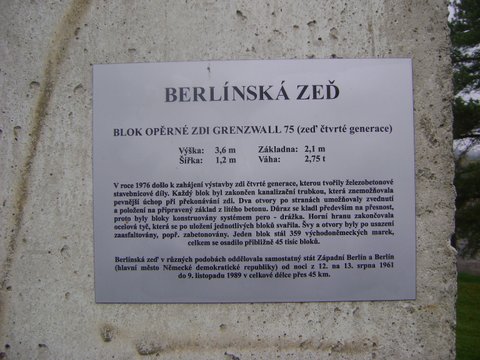 BERLÍNSKÁ ZEĎ
BLOK OPĚRNÉ ZDI GRENZWALL 75 (zeď čtvrté generace)
Výška: 3,6 m Základna: 2,1 m
Šířka: 1,2 m Váha: 2,75 t
V roce 1976 došlo k zahájení výstavby zdi čtvrté generace, kterou tvořily železobetonové
stavebnicové díly. Každý blok byl zakončen kanalizační trubkou, která znemožňovala
pevnější úchop při překonávání zdi. Dva otvory po stranách umožňovaly zvednutí
a položení na připravený základ z litého betonu. Důraz se kladl především na přesnost,
proto byly bloky konstruovány systémem pero - drážka. Horní hranu zakončovala
ocelová tyč, která se po uložení jednotlivých bloků svařila. Švy a otvory byly po usazení
zaasfaltovány, popř. zabetonovány. Jeden blok stál 359 východoněmeckých marek,
celkem se osadilo přibližně 45 tisíc bloků.
Berlínská zeď v různých podobách oddělovala samostatný stát Západní Berlín a Berlín
(hlavní město Německé demokratické republiky) od noci z 12. na 13. srpna 1961
do 9. listopadu 1989 v celkové délce přes 45 km.